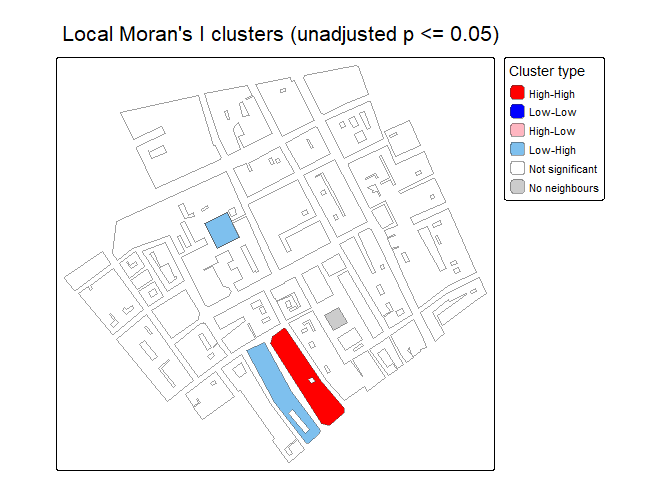 Local Moran's I clusters (unadjusted p <= 0.05)
Cluster type
High-High
Low-Low
High-Low
Low-High
Not significant
No neighbours